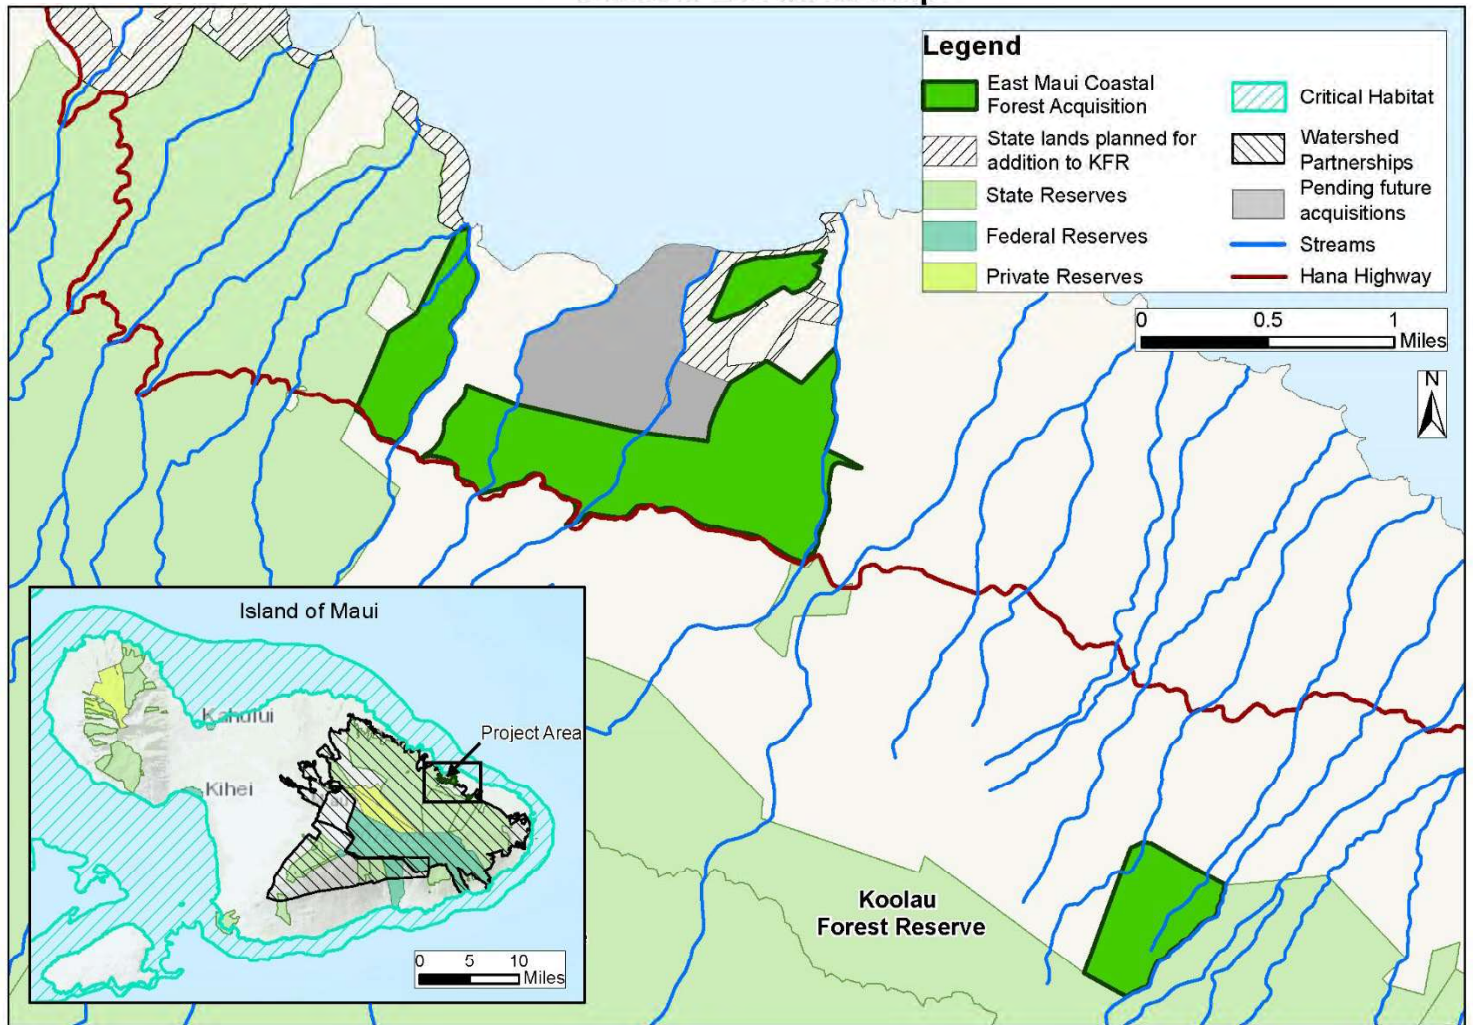 Legend
East Maui Coastal
Forest Acquisition
State lands planned for
addition to KFR
State Reserves
Federal Reserves
Private Reserves
Critical Habitat
Watershed
Partnerships
Pending future
acquisitions
Streams
Hana Highway
0 0.5 1
Miles
N
Island of Maui
Kahului
Project Area
Kihei
0 5 10
Miles
Koolau
Forest Reserve